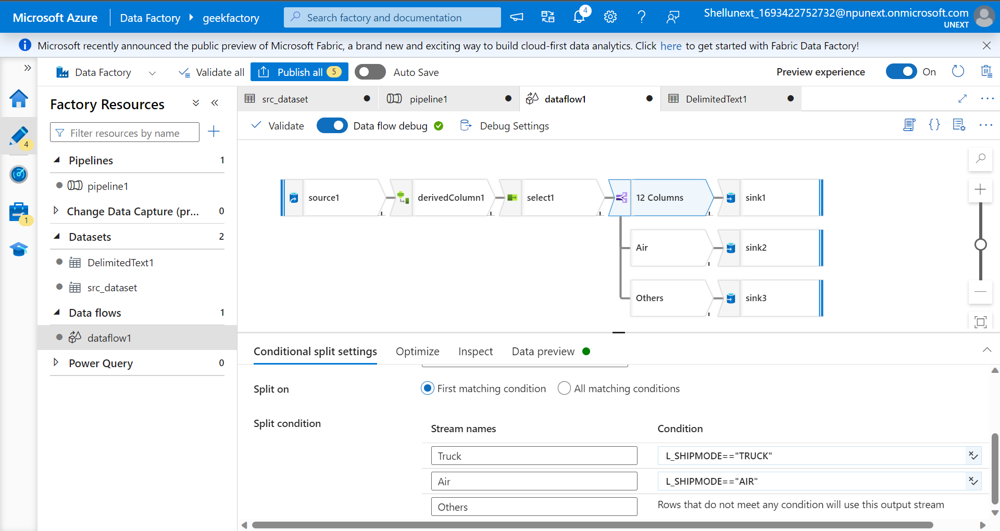 Microsoft Azure
Data Factory
geekfactory
Search factory and documentation
4
Shellunext_1693422752732@npunext.onmicrosoft.com
UNEXT
Microsoft recently announced the public preview of Microsoft Fabric, a brand new and exciting way to build cloud-first data analytics. Click here to get started with Fabric Data Factory!
Data Factory
Validate all
Publish all 5
Auto Save
Preview experience
On
4
1
Factory Resources
Filter resources by name
Pipelines 1
pipeline1
Change Data Capture (pr... 0
Datasets 2
DelimitedText1
src_dataset
Data flows 1
dataflow1
Power Query 0
src_dataset
pipeline1
dataflow1
DelimitedText1
Validate
Data flow debug
Debug Settings
source1
derivedColumn1
select1
12 Columns
sink1
Air
sink2
Others
sink3
Conditional split settings
Optimize
Inspect
Data preview
Split on
First matching condition
All matching conditions
Split condition
Stream names
Condition
Truck
L_SHIPMODE=="TRUCK"
Air
L_SHIPMODE=="AIR"
Others
Rows that do not meet any condition will use this output stream